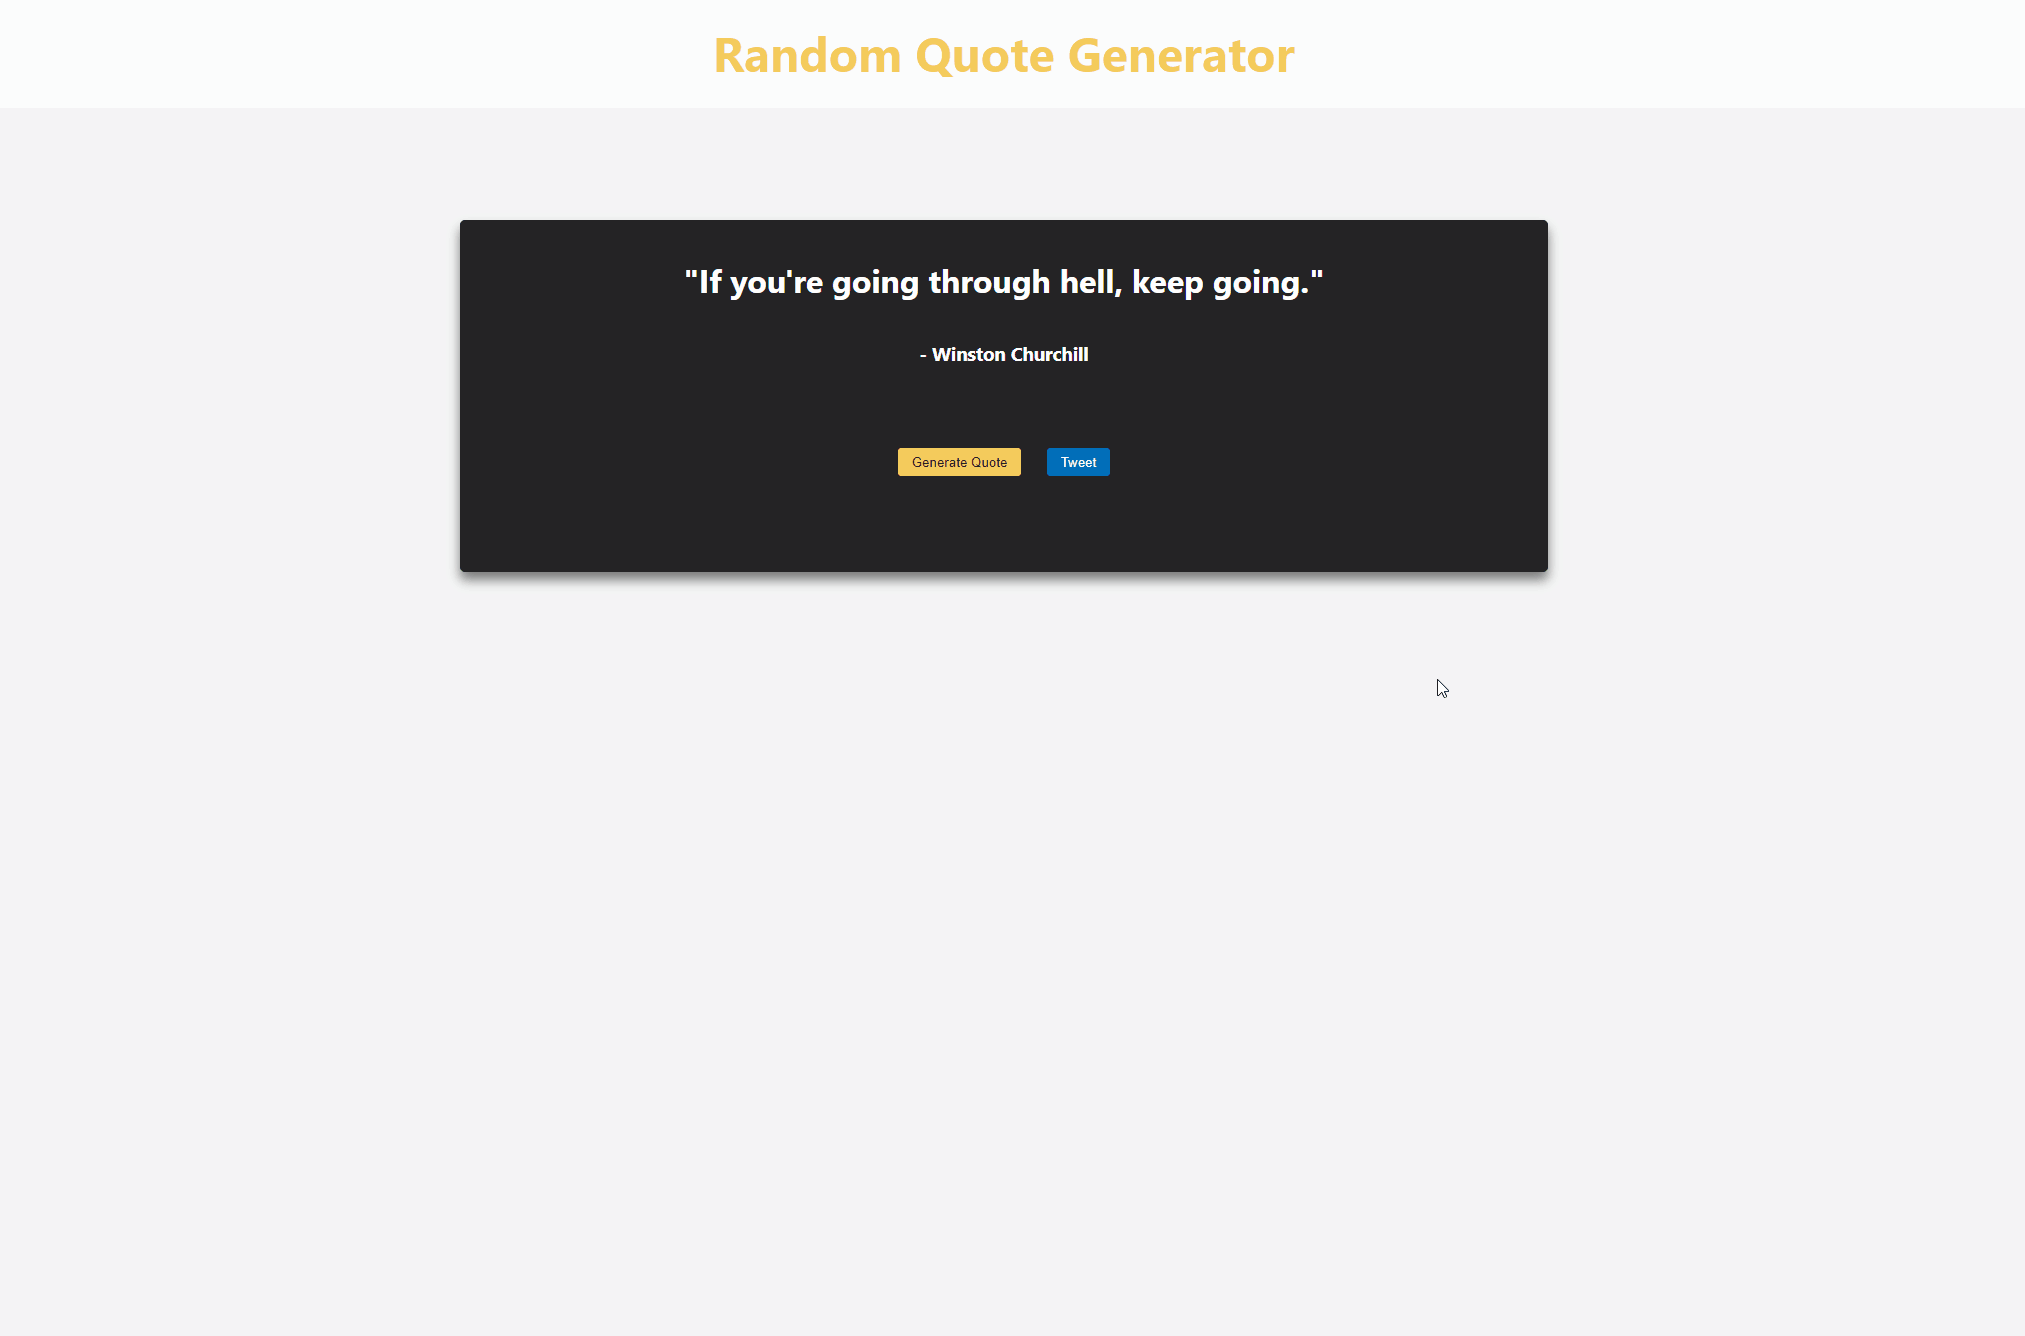 Random Quote Generator
"If you're going through hell, keep going."
- Winston Churchill
Generate Quote
Tweet